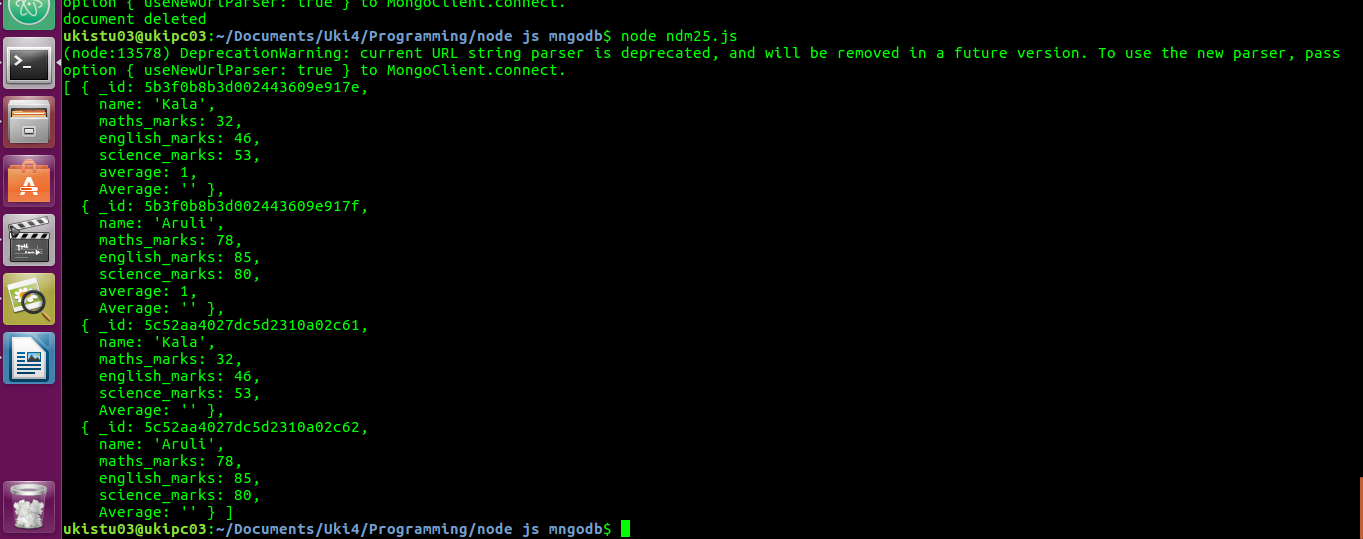 option { useNewUrlParser: true } to MongoClient.connect.
document deleted
ukistu03@ukipc03:~/Documents/Uki4/Programming/node js mngodb$ node ndm25.js
(node:13578) DeprecationWarning: current URL string parser is deprecated, and will be removed in a future version. To use the new parser, pass
option { useNewUrlParser: true } to MongoClient.connect.
[ { _id: 5b3f0b8b3d002443609e917e,
    name: 'Kala',
    maths_marks: 32,
    english_marks: 46,
    science_marks: 53,
    average: 1,
    Average: '' },
  { _id: 5b3f0b8b3d002443609e917f,
    name: 'Aruli',
    maths_marks: 78,
    english_marks: 85,
    science_marks: 80,
    average: 1,
    Average: '' },
  { _id: 5c52aa4027dc5d2310a02c61,
    name: 'Kala',
    maths_marks: 32,
    english_marks: 46,
    science_marks: 53,
    Average: '' },
  { _id: 5c52aa4027dc5d2310a02c62,
    name: 'Aruli',
    maths_marks: 78,
    english_marks: 85,
    science_marks: 80,
    Average: '' } ]
ukistu03@ukipc03:~/Documents/Uki4/Programming/node js mngodb$